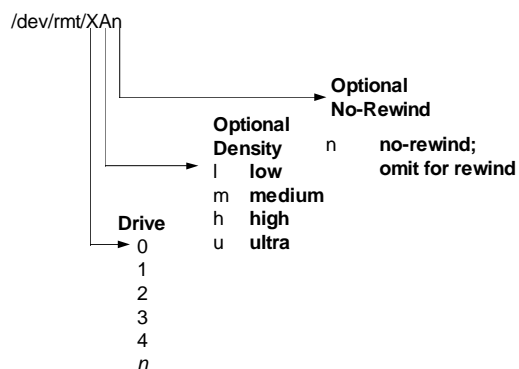 /dev/rmt/XAn
Optional
No-Rewind
n no-rewind;
omit for rewind
Optional
Density
l low
m medium
h high
u ultra
Drive
0
1
2
3
4
n